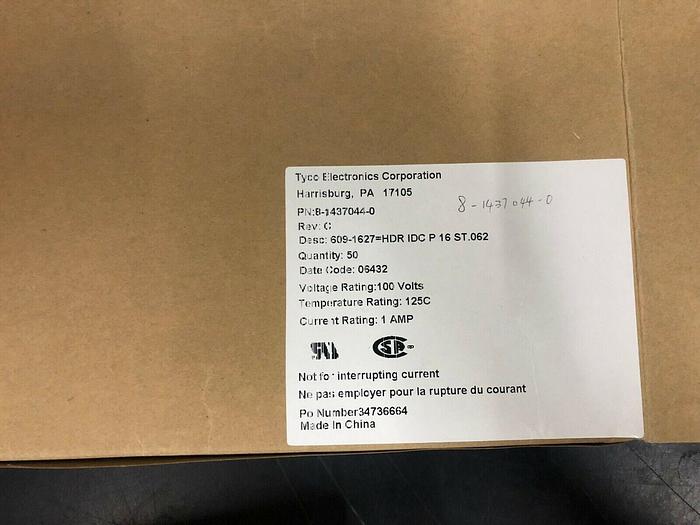 Tyco Electronics Corporation
Harrisburg, PA 17105
PN:8-1437044-0
8-1437044-0
Rev: C
Desc: 609-1627=HDR IDC P 16 ST.062
Quantity: 50
Date Code: 06432
Voltage Rating:100 Volts
Temperature Rating: 125C
Current Rating: 1 AMP
SA
Not for interrupting current
Ne pas employer pour la rupture du courant
Po Number34736664
Made In China